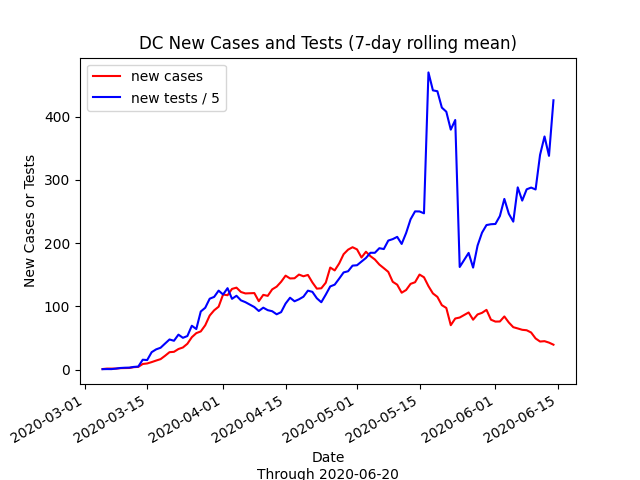 DC New Cases and Tests (7-day rolling mean)
new cases
new tests / 5
New Cases or Tests
400
300
200
100
0
2020-03-01
2020-03-15
2020-04-01
2020-04-15
2020-05-01
2020-05-15
2020-06-01
2020-06-15
Date
Through 2020-06-20